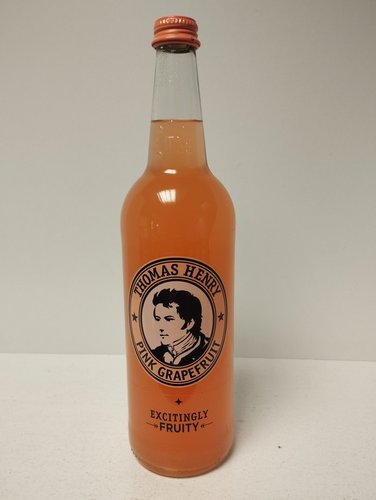 THOMAS HENRY
PINK GRAPEFRUIT
EXCITINGLY
FRUITY